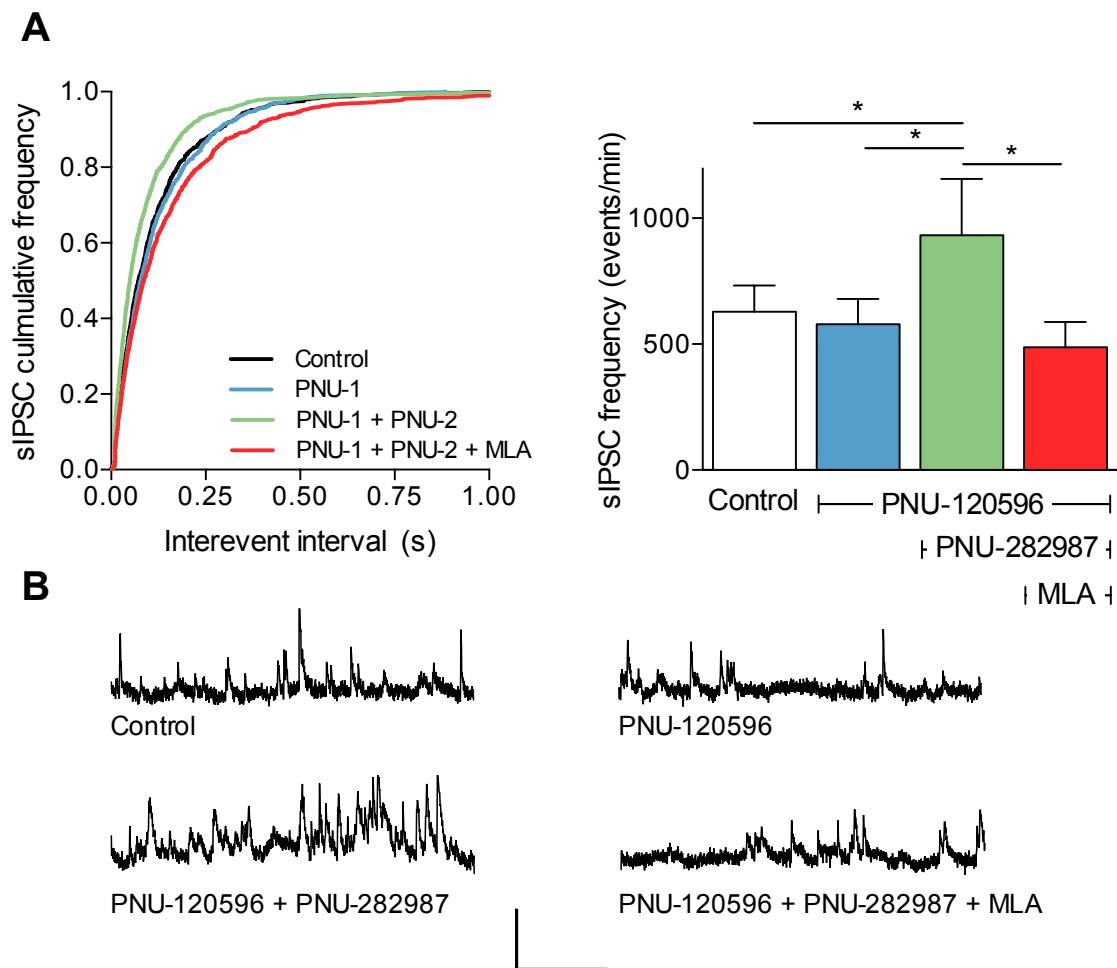 A
sIPSC culmulative frequency
1.0
0.8
0.6
0.4
0.2
0.0
0.00 0.25 0.50 0.75 1.00
Interevent interval (s)
Control
PNU-1
PNU-1 + PNU-2
PNU-1 + PNU-2 + MLA
sIPSC frequency (events/min)
1000
500
0
* * *
Control
PNU-120596
PNU-282987
MLA
B
Control
PNU-120596
PNU-120596 + PNU-282987
PNU-120596 + PNU-282987 + MLA